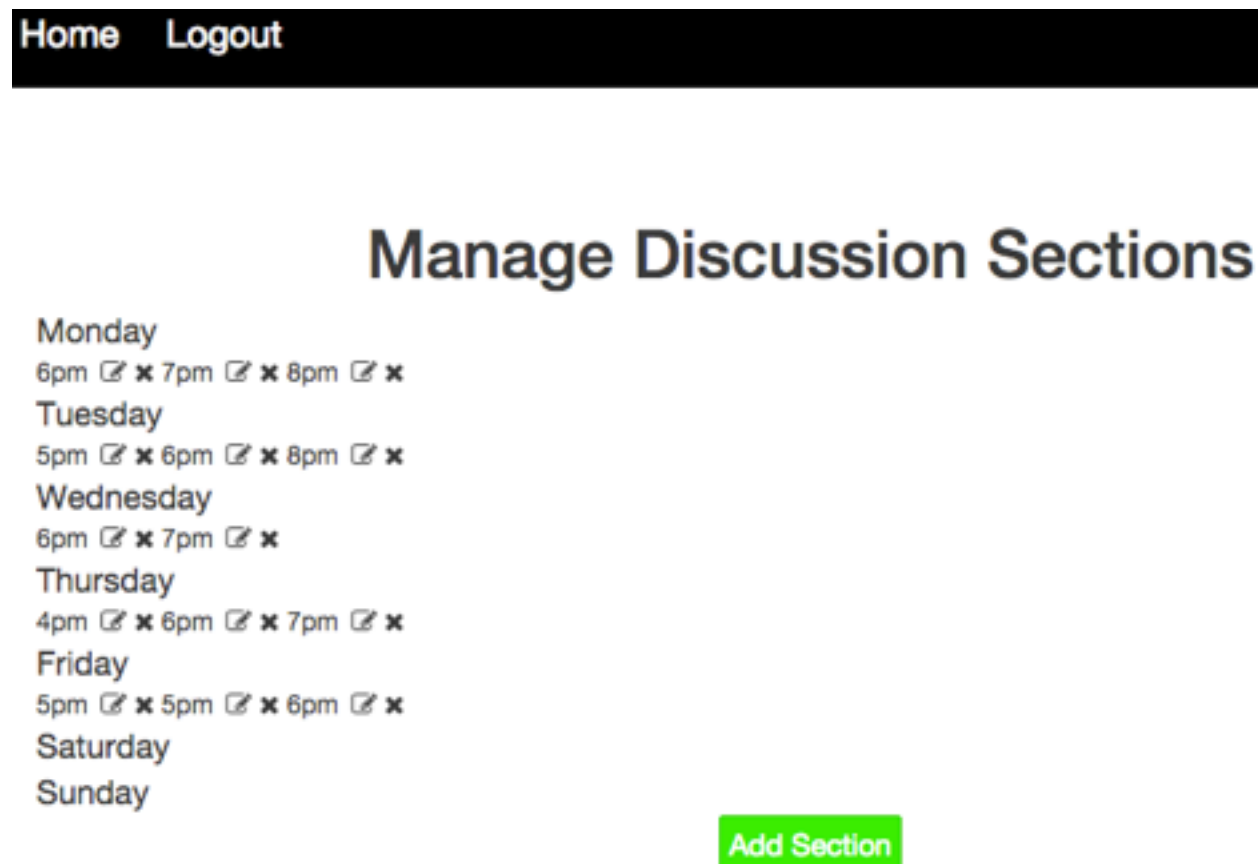 Home Logout
Manage Discussion Sections
Monday
6pm 7pm 8pm
Tuesday
5pm 6pm 8pm
Wednesday
6pm 7pm
Thursday
4pm 6pm 7pm
Friday
5pm 5pm 6pm
Saturday
Sunday
Add Section